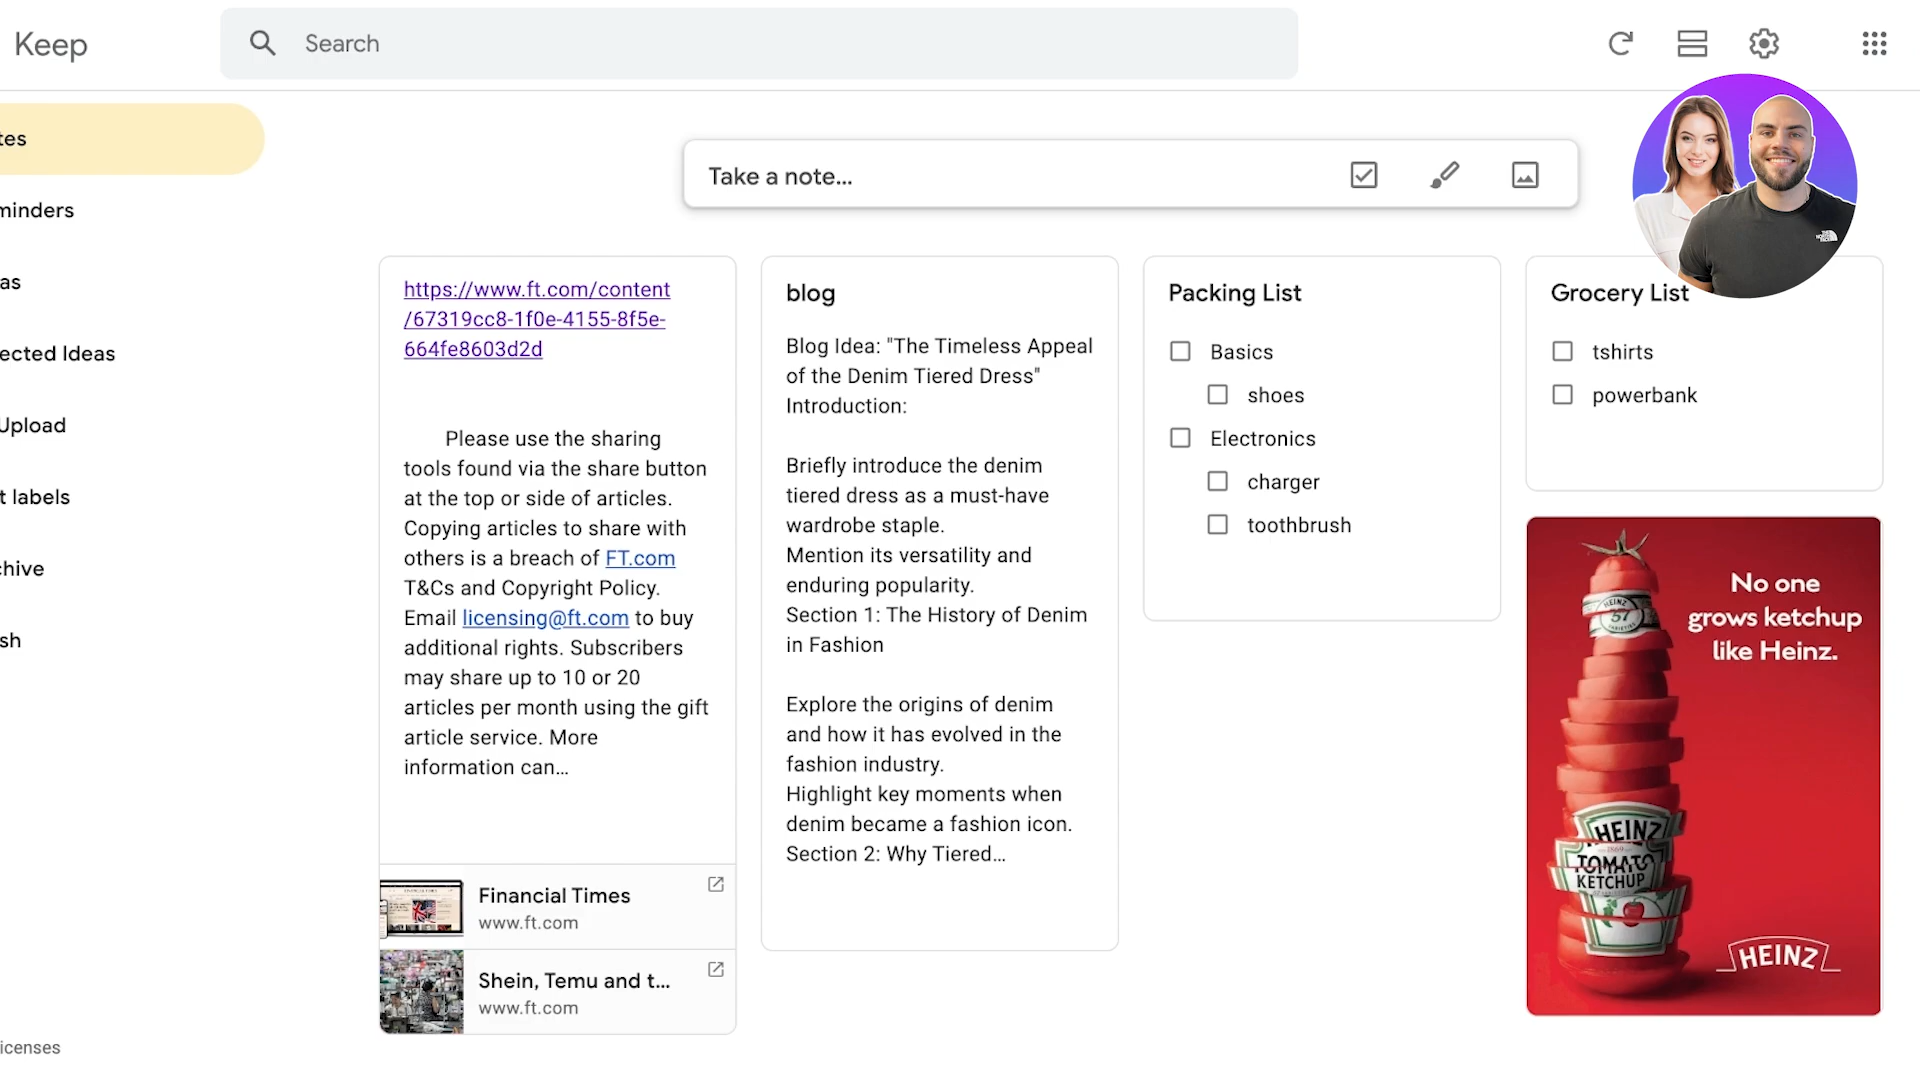 Keep
Search
tes
minders
as
ected Ideas
Upload
t labels
chive
sh
icenses
Take a note...
https://www.ft.com/content
/67319cc8-1f0e-4155-8f5e-
664fe8603d2d
Please use the sharing
tools found via the share button
at the top or side of articles.
Copying articles to share with
others is a breach of FT.com
T&Cs and Copyright Policy.
Email licensing@ft.com to buy
additional rights. Subscribers
may share up to 10 or 20
articles per month using the gift
article service. More
information can...
Financial Times
www.ft.com
Shein, Temu and t...
www.ft.com
blog
Blog Idea: "The Timeless Appeal
of the Denim Tiered Dress"
Introduction:
Briefly introduce the denim
tiered dress as a must-have
wardrobe staple.
Mention its versatility and
enduring popularity.
Section 1: The History of Denim
in Fashion
Explore the origins of denim
and how it has evolved in the
fashion industry.
Highlight key moments when
denim became a fashion icon.
Section 2: Why Tiered...
Packing List
Basics
shoes
Electronics
charger
toothbrush
Grocery List
tshirts
powerbank
No one
grows ketchup
like Heinz.
HEINZ
57
VARIETIES
HEINZ
TOMATO
KETCHUP
HEINZ
THE
NORTH
FACE